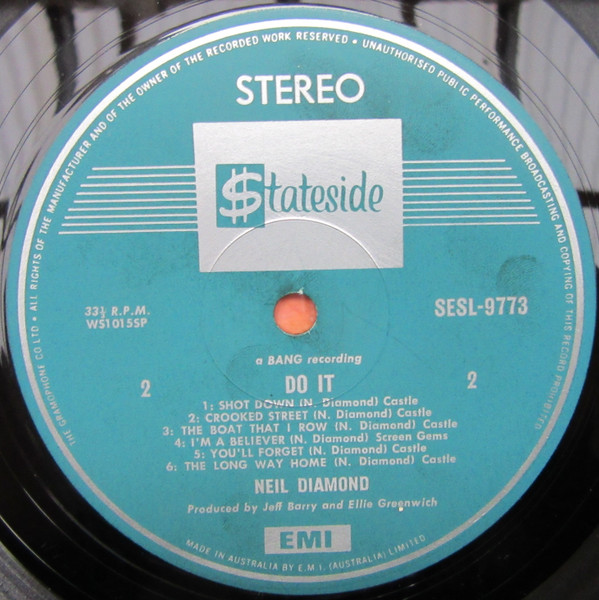 THE GRAMOPHONE CO LTD • ALL RIGHTS OF THE MANUFACTURER AND OF THE OWNER OF THE RECORDED WORK RESERVED • UNAUTHORISED PUBLIC PERFORMANCE BROADCASTING AND COPYING OF THIS RECORD PROHIBITED
STEREO
$tateside
33⅓ R.P.M.
WS1015SP
SESL-9773
a BANG recording
2
DO IT
2
1: SHOT DOWN (N. Diamond) Castle
2: CROOKED STREET (N. Diamond) Castle
3: THE BOAT THAT I ROW (N. Diamond) Castle
4: I'M A BELIEVER (N. Diamond) Screen Gems
5: YOU'LL FORGET (N. Diamond) Castle
6: THE LONG WAY HOME (N. Diamond) Castle
NEIL DIAMOND
Produced by Jeff Barry and Ellie Greenwich
EMI
MADE IN AUSTRALIA BY E.M.I. (AUSTRALIA) LIMITED